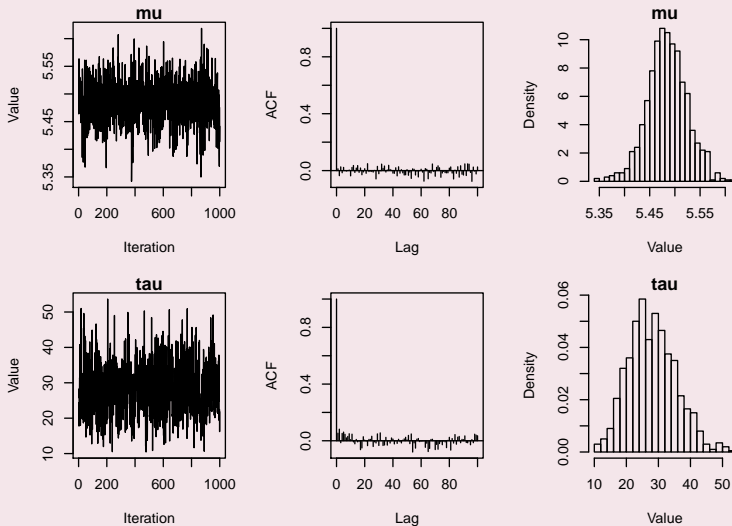 mu
Value
5.35 5.45 5.55
0 200 600 1000
Iteration
ACF
0.0 0.4 0.8
0 20 40 60 80
Lag
mu
Density
0 2 4 6 8 10
5.35 5.45 5.55
Value
tau
Value
10 20 30 40 50
0 200 600 1000
Iteration
ACF
0.0 0.4 0.8
0 20 40 60 80
Lag
tau
Density
0.00 0.02 0.04 0.06
10 20 30 40 50
Value